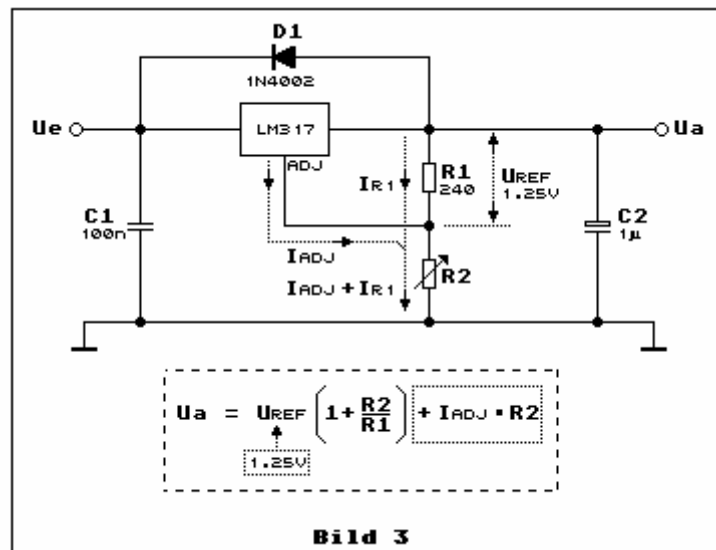 D1
1N4002
Ue
LM317
Ua
ADJ
IR1
R1
240
UREF
1.25V
C1
100n
C2
1µ
IADJ
R2
IADJ + IR1
Ua = UREF (1+R2/R1) + IADJ • R2
1.25V
Bild 3